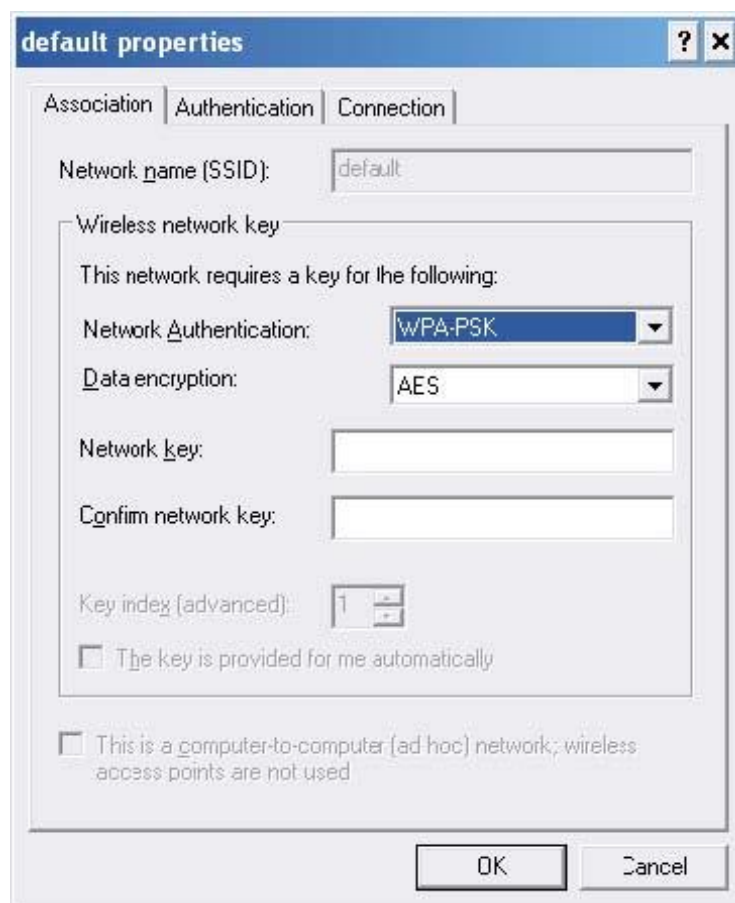 default properties
Association Authentication Connection
Network name (SSID): default
Wireless network key
This network requires a key for the following:
Network Authentication: WPA-PSK
Data encryption: AES
Network key:
Confirm network key:
Key index (advanced): 1
The key is provided for me automatically
This is a computer-to-computer (ad hoc) network; wireless
access points are not used
OK Cancel